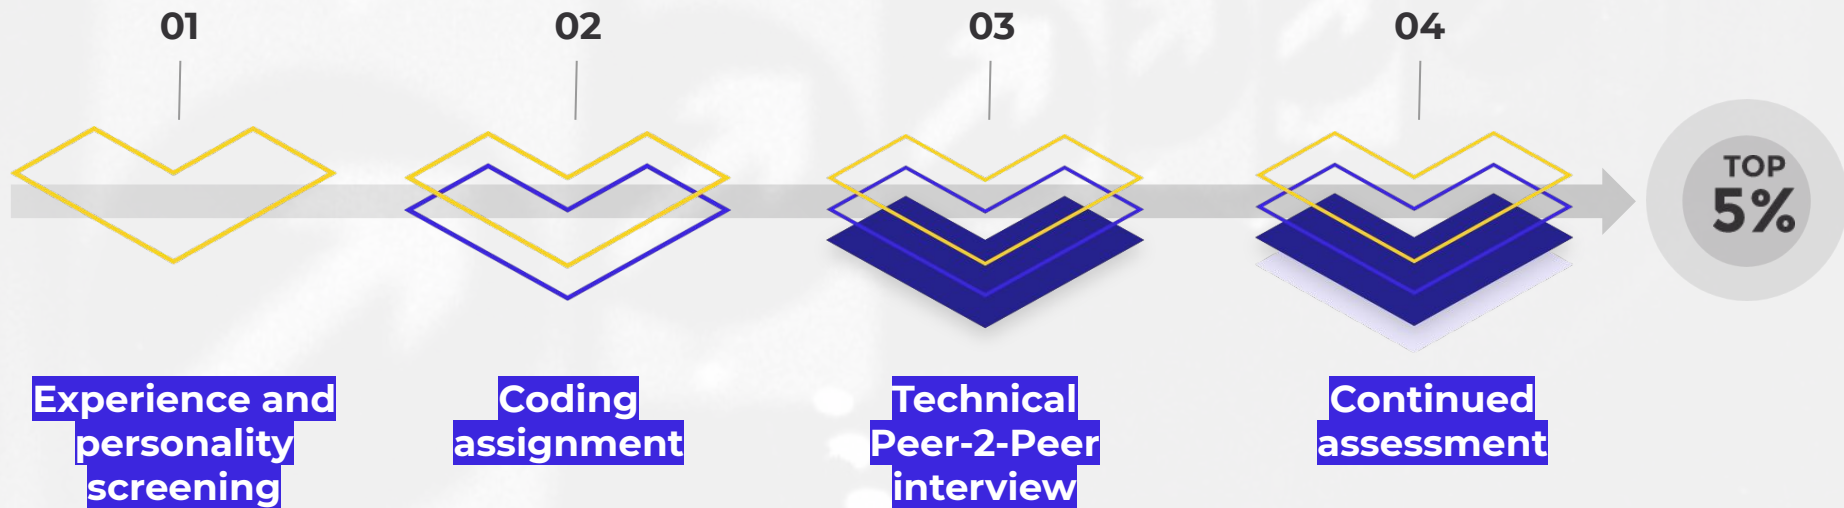 01
02
03
04
TOP
5%
Experience and
personality
screening
Coding
assignment
Technical
Peer-2-Peer
interview
Continued
assessment